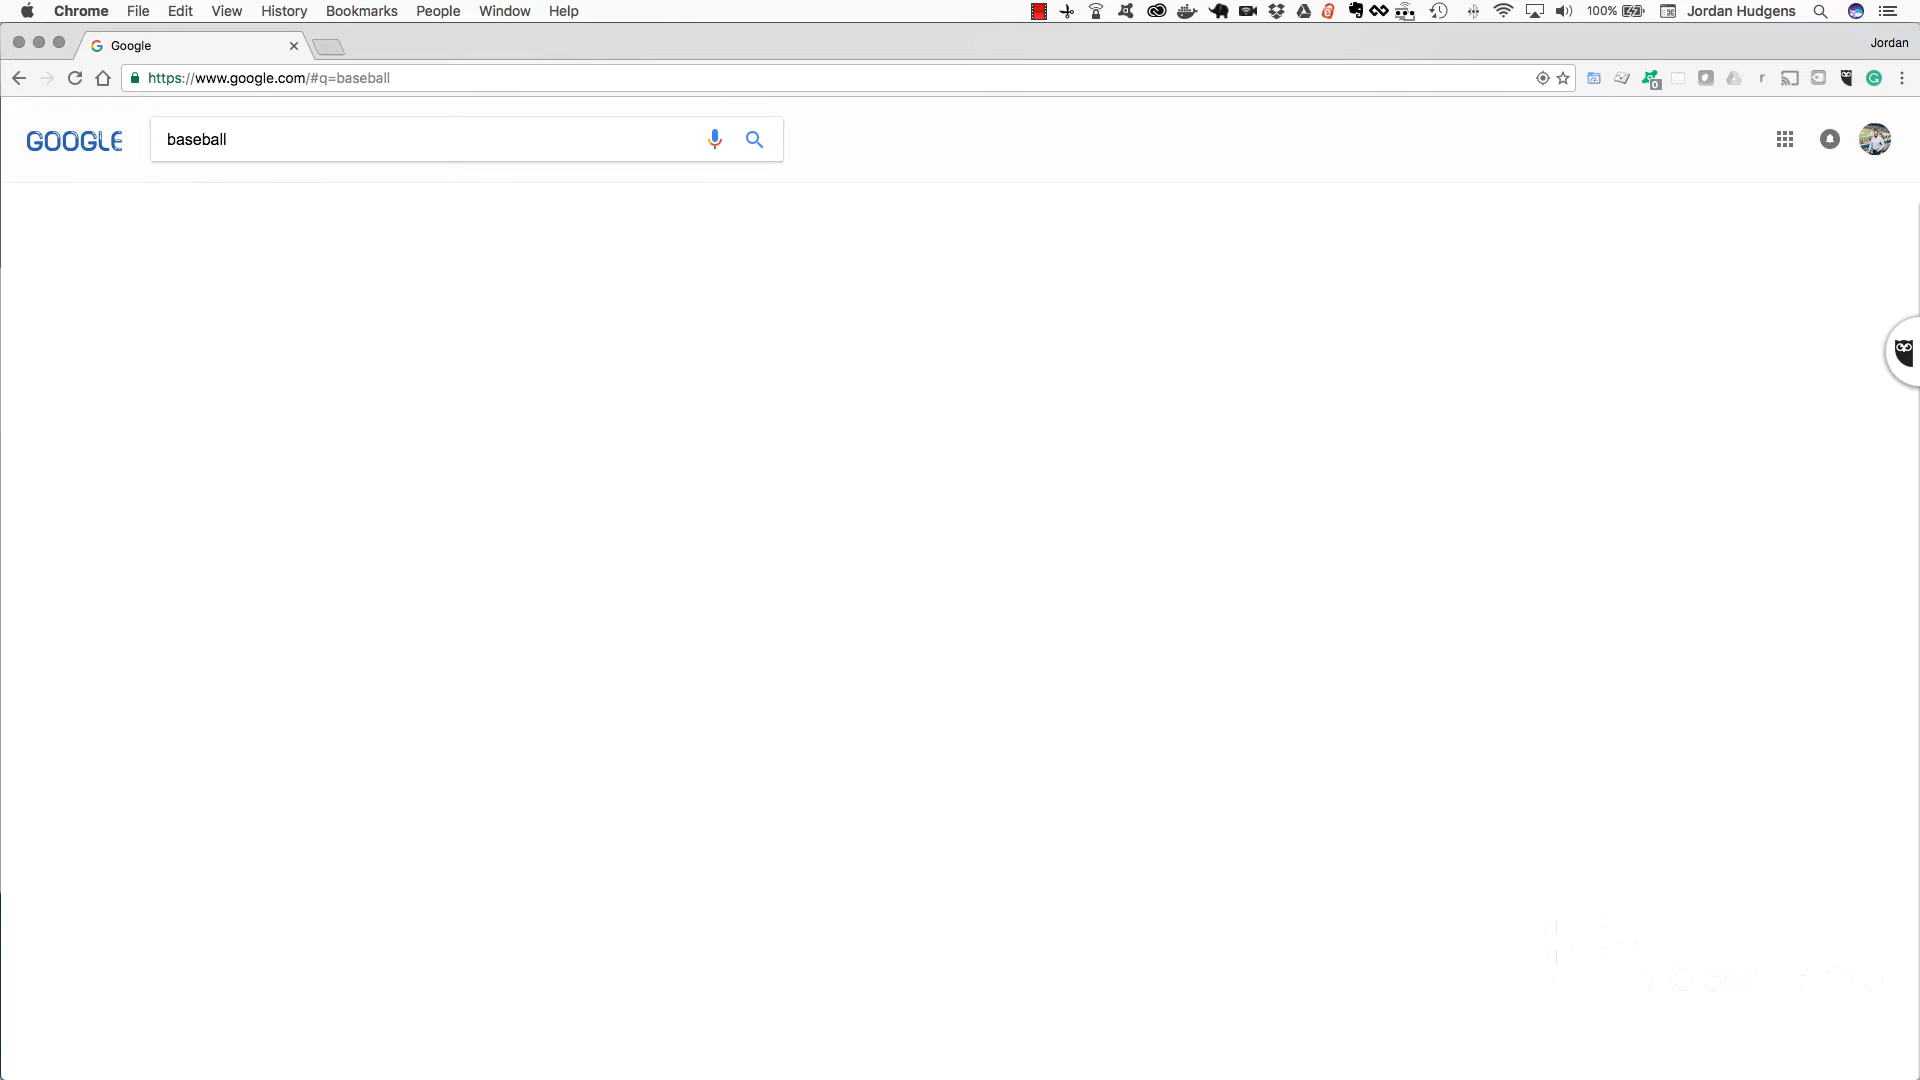 Chrome File Edit View History Bookmarks People Window Help 100% Jordan Hudgens
Google Jordan
https://www.google.com/#q=baseball 0 r
GOOGLE baseball